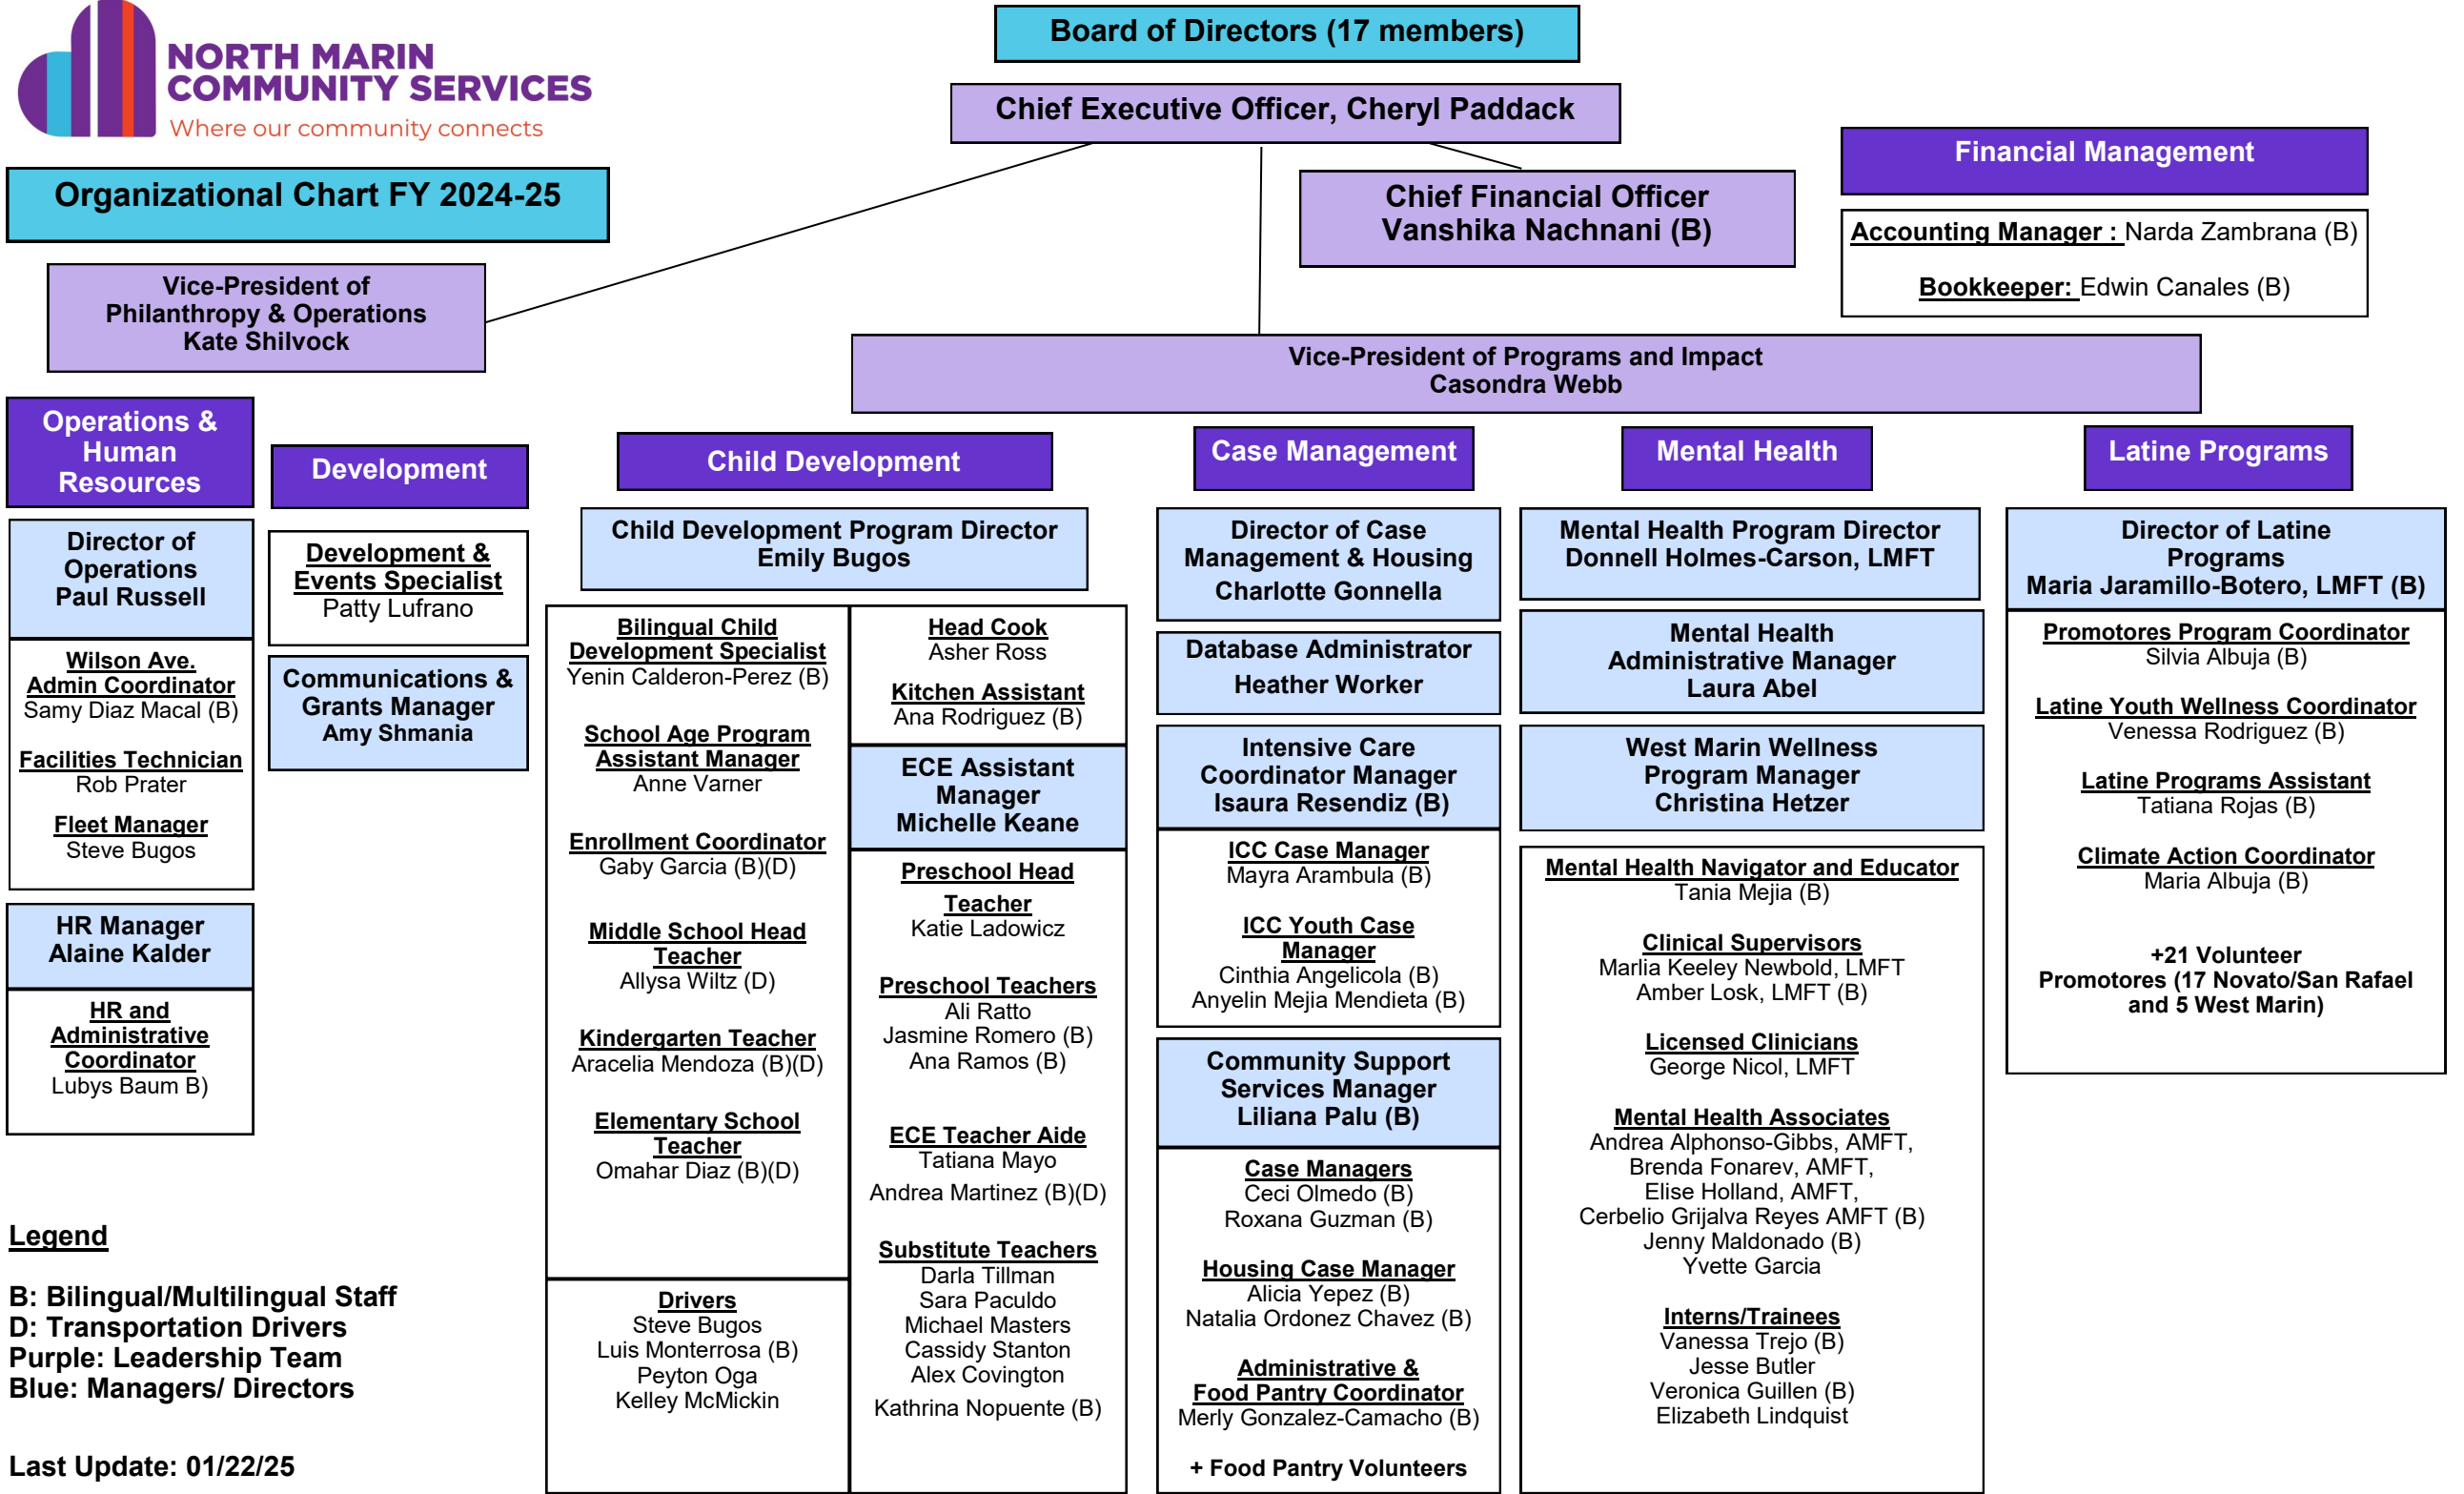 NORTH MARIN
COMMUNITY SERVICES
Where our community connects
Organizational Chart FY 2024-25
Board of Directors (17 members)
Chief Executive Officer, Cheryl Paddack
Chief Financial Officer
Vanshika Nachnani (B)
Financial Management
Accounting Manager : Narda Zambrana (B)
Bookkeeper: Edwin Canales (B)
Vice-President of
Philanthropy & Operations
Kate Shilvock
Vice-President of Programs and Impact
Casondra Webb
Operations &
Human
Resources
Director of
Operations
Paul Russell
Wilson Ave.
Admin Coordinator
Samy Diaz Macal (B)
Facilities Technician
Rob Prater
Fleet Manager
Steve Bugos
HR Manager
Alaine Kalder
HR and
Administrative
Coordinator
Lubys Baum B)
Development
Development &
Events Specialist
Patty Lufrano
Communications &
Grants Manager
Amy Shmania
Child Development
Child Development Program Director
Emily Bugos
Bilingual Child
Development Specialist
Yenin Calderon-Perez (B)
School Age Program
Assistant Manager
Anne Varner
Enrollment Coordinator
Gaby Garcia (B)(D)
Middle School Head
Teacher
Allysa Wiltz (D)
Kindergarten Teacher
Aracelia Mendoza (B)(D)
Elementary School
Teacher
Omahar Diaz (B)(D)
Drivers
Steve Bugos
Luis Monterrosa (B)
Peyton Oga
Kelley McMickin
Head Cook
Asher Ross
Kitchen Assistant
Ana Rodriguez (B)
ECE Assistant
Manager
Michelle Keane
Preschool Head
Teacher
Katie Ladowicz
Preschool Teachers
Ali Ratto
Jasmine Romero (B)
Ana Ramos (B)
ECE Teacher Aide
Tatiana Mayo
Andrea Martinez (B)(D)
Substitute Teachers
Darla Tillman
Sara Paculdo
Michael Masters
Cassidy Stanton
Alex Covington
Kathrina Nopuente (B)
Case Management
Director of Case
Management & Housing
Charlotte Gonnella
Database Administrator
Heather Worker
Intensive Care
Coordinator Manager
Isaura Resendiz (B)
ICC Case Manager
Mayra Arambula (B)
ICC Youth Case
Manager
Cinthia Angelicola (B)
Anyelin Mejia Mendieta (B)
Community Support
Services Manager
Liliana Palu (B)
Case Managers
Ceci Olmedo (B)
Roxana Guzman (B)
Housing Case Manager
Alicia Yepez (B)
Natalia Ordonez Chavez (B)
Administrative &
Food Pantry Coordinator
Merly Gonzalez-Camacho (B)
+ Food Pantry Volunteers
Mental Health
Mental Health Program Director
Donnell Holmes-Carson, LMFT
Mental Health
Administrative Manager
Laura Abel
West Marin Wellness
Program Manager
Christina Hetzer
Mental Health Navigator and Educator
Tania Mejia (B)
Clinical Supervisors
Marlia Keeley Newbold, LMFT
Amber Losk, LMFT (B)
Licensed Clinicians
George Nicol, LMFT
Mental Health Associates
Andrea Alphonso-Gibbs, AMFT,
Brenda Fonarev, AMFT,
Elise Holland, AMFT,
Cerbelio Grijalva Reyes AMFT (B)
Jenny Maldonado (B)
Yvette Garcia
Interns/Trainees
Vanessa Trejo (B)
Jesse Butler
Veronica Guillen (B)
Elizabeth Lindquist
Latine Programs
Director of Latine
Programs
Maria Jaramillo-Botero, LMFT (B)
Promotores Program Coordinator
Silvia Albuja (B)
Latine Youth Wellness Coordinator
Venessa Rodriguez (B)
Latine Programs Assistant
Tatiana Rojas (B)
Climate Action Coordinator
Maria Albuja (B)
+21 Volunteer
Promotores (17 Novato/San Rafael
and 5 West Marin)
Legend
B: Bilingual/Multilingual Staff
D: Transportation Drivers
Purple: Leadership Team
Blue: Managers/ Directors
Last Update: 01/22/25